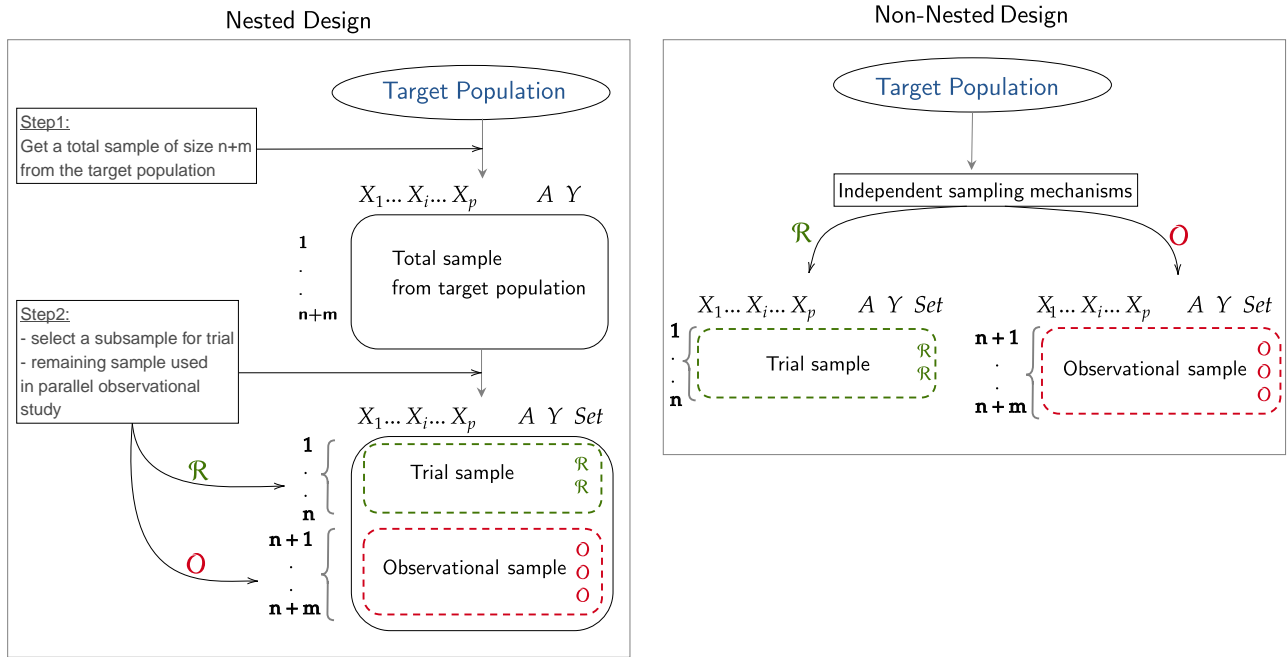 Nested Design
Target Population
Step1:
Get a total sample of size n+m
from the target population
X1... Xi... Xp A Y
1
.
.
n+m
Total sample
from target population
Step2:
- select a subsample for trial
- remaining sample used
in parallel observational
study
X1... Xi... Xp A Y Set
ℛ
1
.
.
n
Trial sample
ℛ
ℛ
O
n+1
.
.
n+m
Observational sample
O
O
O
Non-Nested Design
Target Population
Independent sampling mechanisms
ℛ
O
X1... Xi... Xp A Y Set
1
.
.
n
Trial sample
ℛ
ℛ
X1... Xi... Xp A Y Set
n+1
.
.
n+m
Observational sample
O
O
O